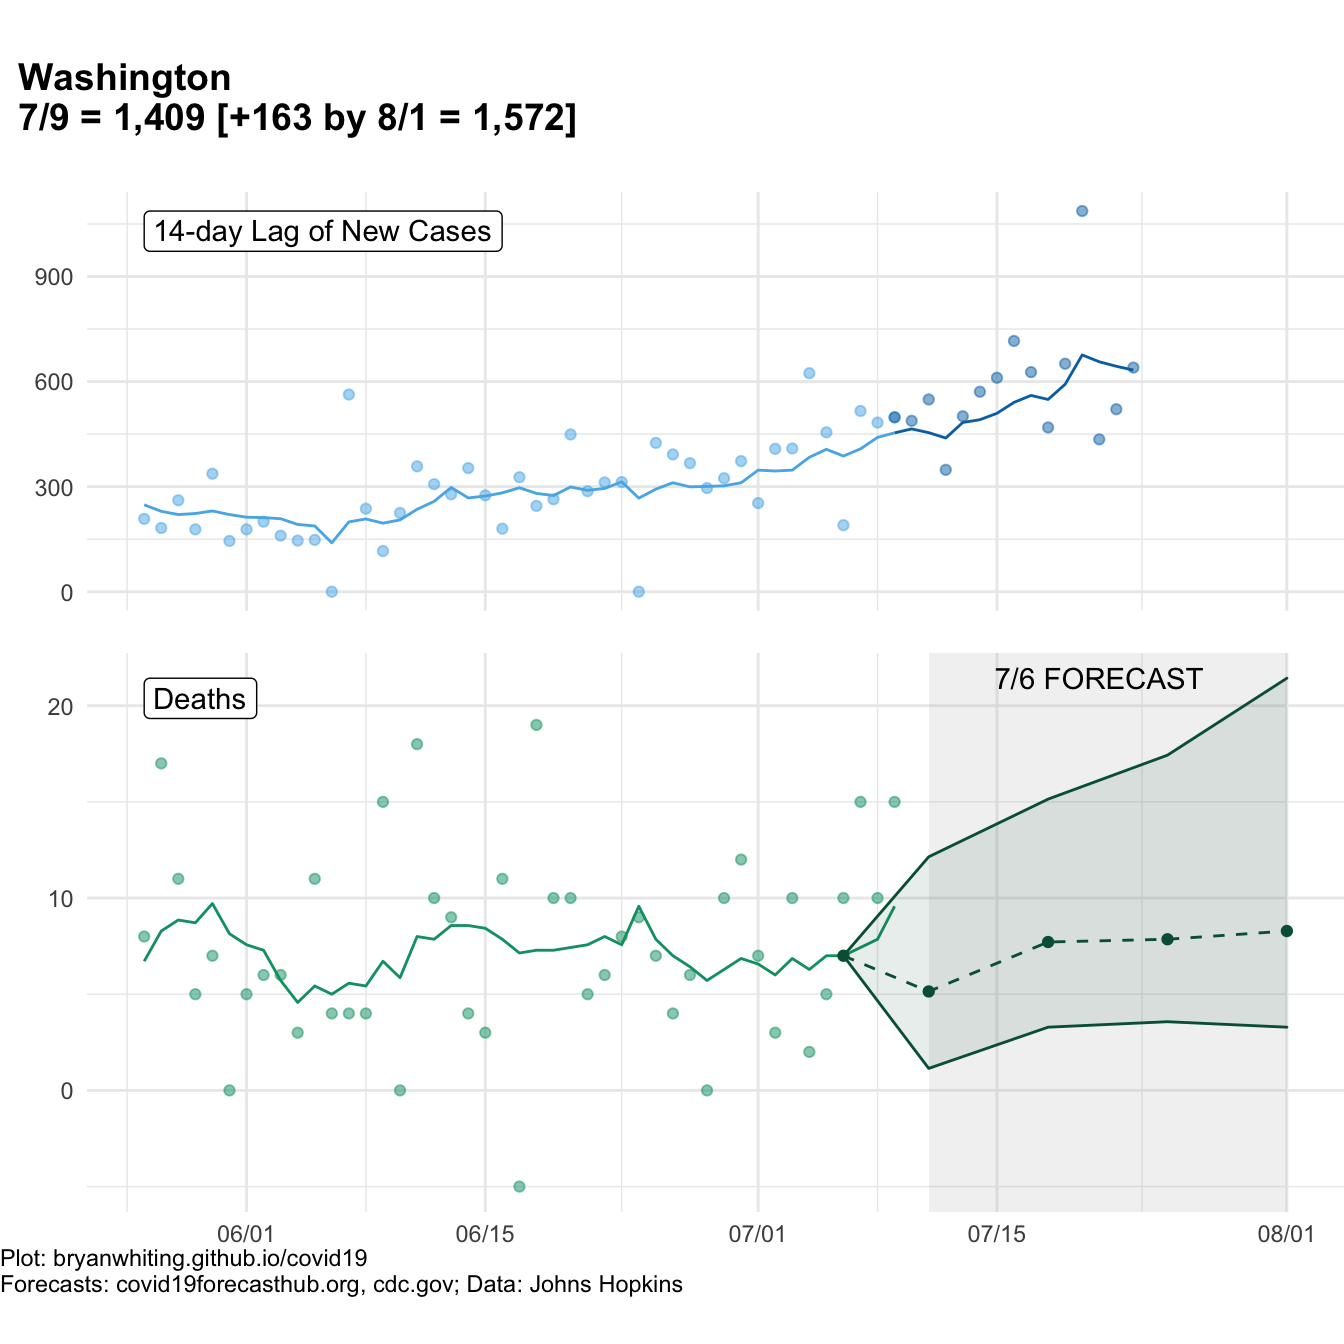 Washington
7/9 = 1,409 [+163 by 8/1 = 1,572]
14-day Lag of New Cases
900
600
300
0
Deaths
7/6 FORECAST
20
10
0
06/01
06/15
07/01
07/15
08/01
Plot: bryanwhiting.github.io/covid19
Forecasts: covid19forecasthub.org, cdc.gov; Data: Johns Hopkins